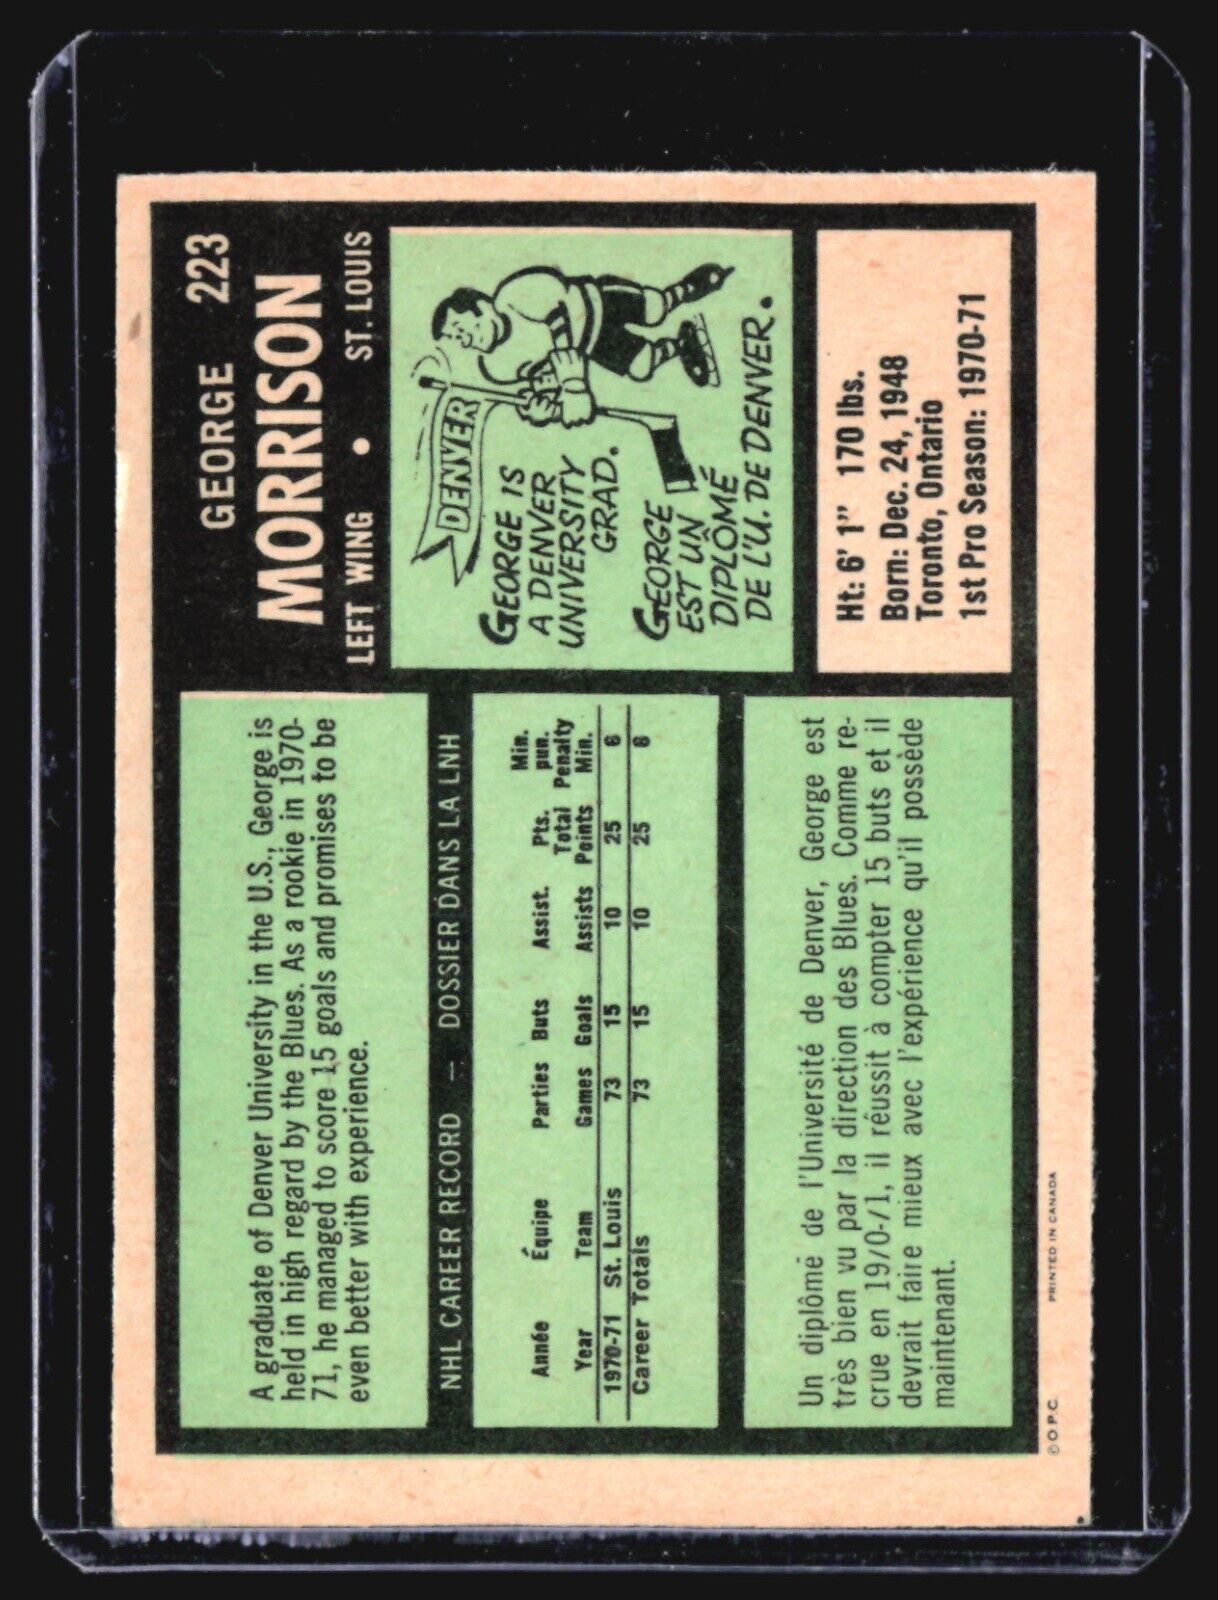 GEORGE 223
MORRISON
LEFT WING • ST. LOUIS
A graduate of Denver University in the U.S., George is
held in high regard by the Blues. As a rookie in 1970-
71, he managed to score 15 goals and promises to be
even better with experience.
DENVER
GEORGE IS
A DENVER
UNIVERSITY
GRAD.
GEORGE
EST UN
DIPLÔMÉ
DE L'U. DE DENVER.
NHL CAREER RECORD — DOSSIER DANS LA LNH
Min.
Pts. pun.
Année Équipe Parties Buts Assist. Total Penalty
Year Team Games Goals Assists Points Min.
1970-71 St. Louis 73 15 10 25 6
Career Totals 73 15 10 25 6
Un diplômé de l'Université de Denver, George est
très bien vu par la direction des Blues. Comme re-
crue en 19/0-/1, il réussit à compter 15 buts et il
devrait faire mieux avec l'expérience qu'il possède
maintenant.
Ht: 6' 1" 170 lbs.
Born: Dec. 24, 1948
Toronto, Ontario
1st Pro Season: 1970-71
© O.P.C. PRINTED IN CANADA